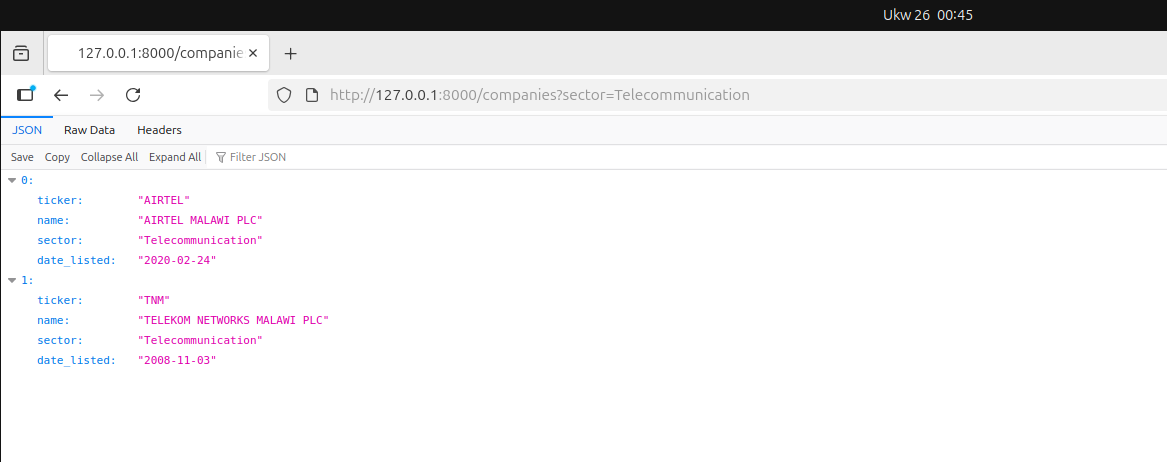 Ukw 26 00:45
127.0.0.1:8000/companie
http://127.0.0.1:8000/companies?sector=Telecommunication
JSON Raw Data Headers
Save Copy Collapse All Expand All Filter JSON
0:
ticker: "AIRTEL"
name: "AIRTEL MALAWI PLC"
sector: "Telecommunication"
date_listed: "2020-02-24"
1:
ticker: "TNM"
name: "TELEKOM NETWORKS MALAWI PLC"
sector: "Telecommunication"
date_listed: "2008-11-03"